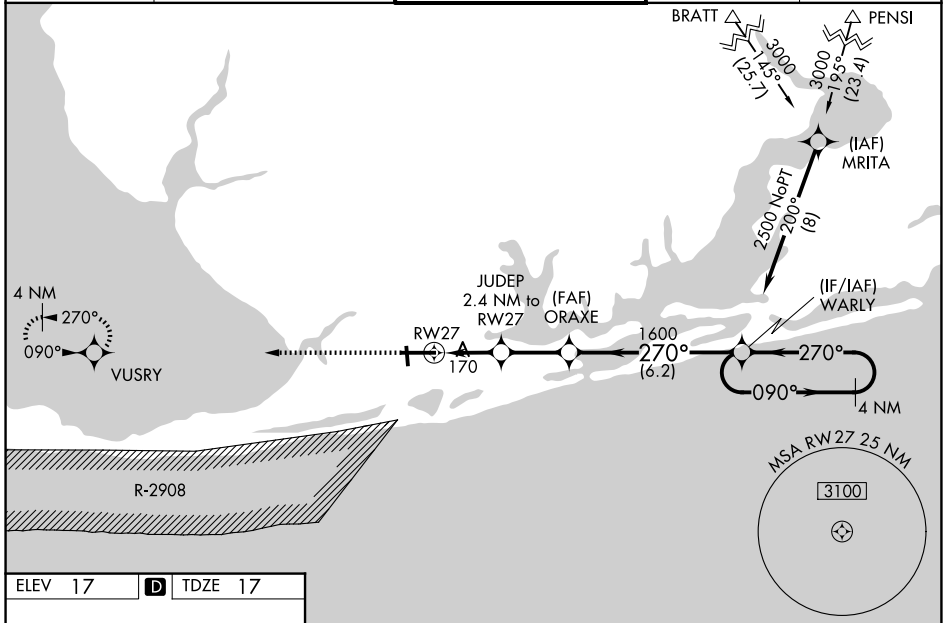 BRATT
PENSI
3000
145°
(25.7)
3000
195°
(23.4)
(IAF)
MRITA
2500 NoPT
200°
(8)
(IF/IAF)
WARLY
JUDEP
2.4 NM to
RW27
(FAF)
ORAXE
4 NM
270°
090°
VUSRY
RW27
170
1600
270°
(6.2)
270°
090°
4 NM
MSA RW 27 25 NM
3100
R-2908
ELEV 17 D TDZE 17